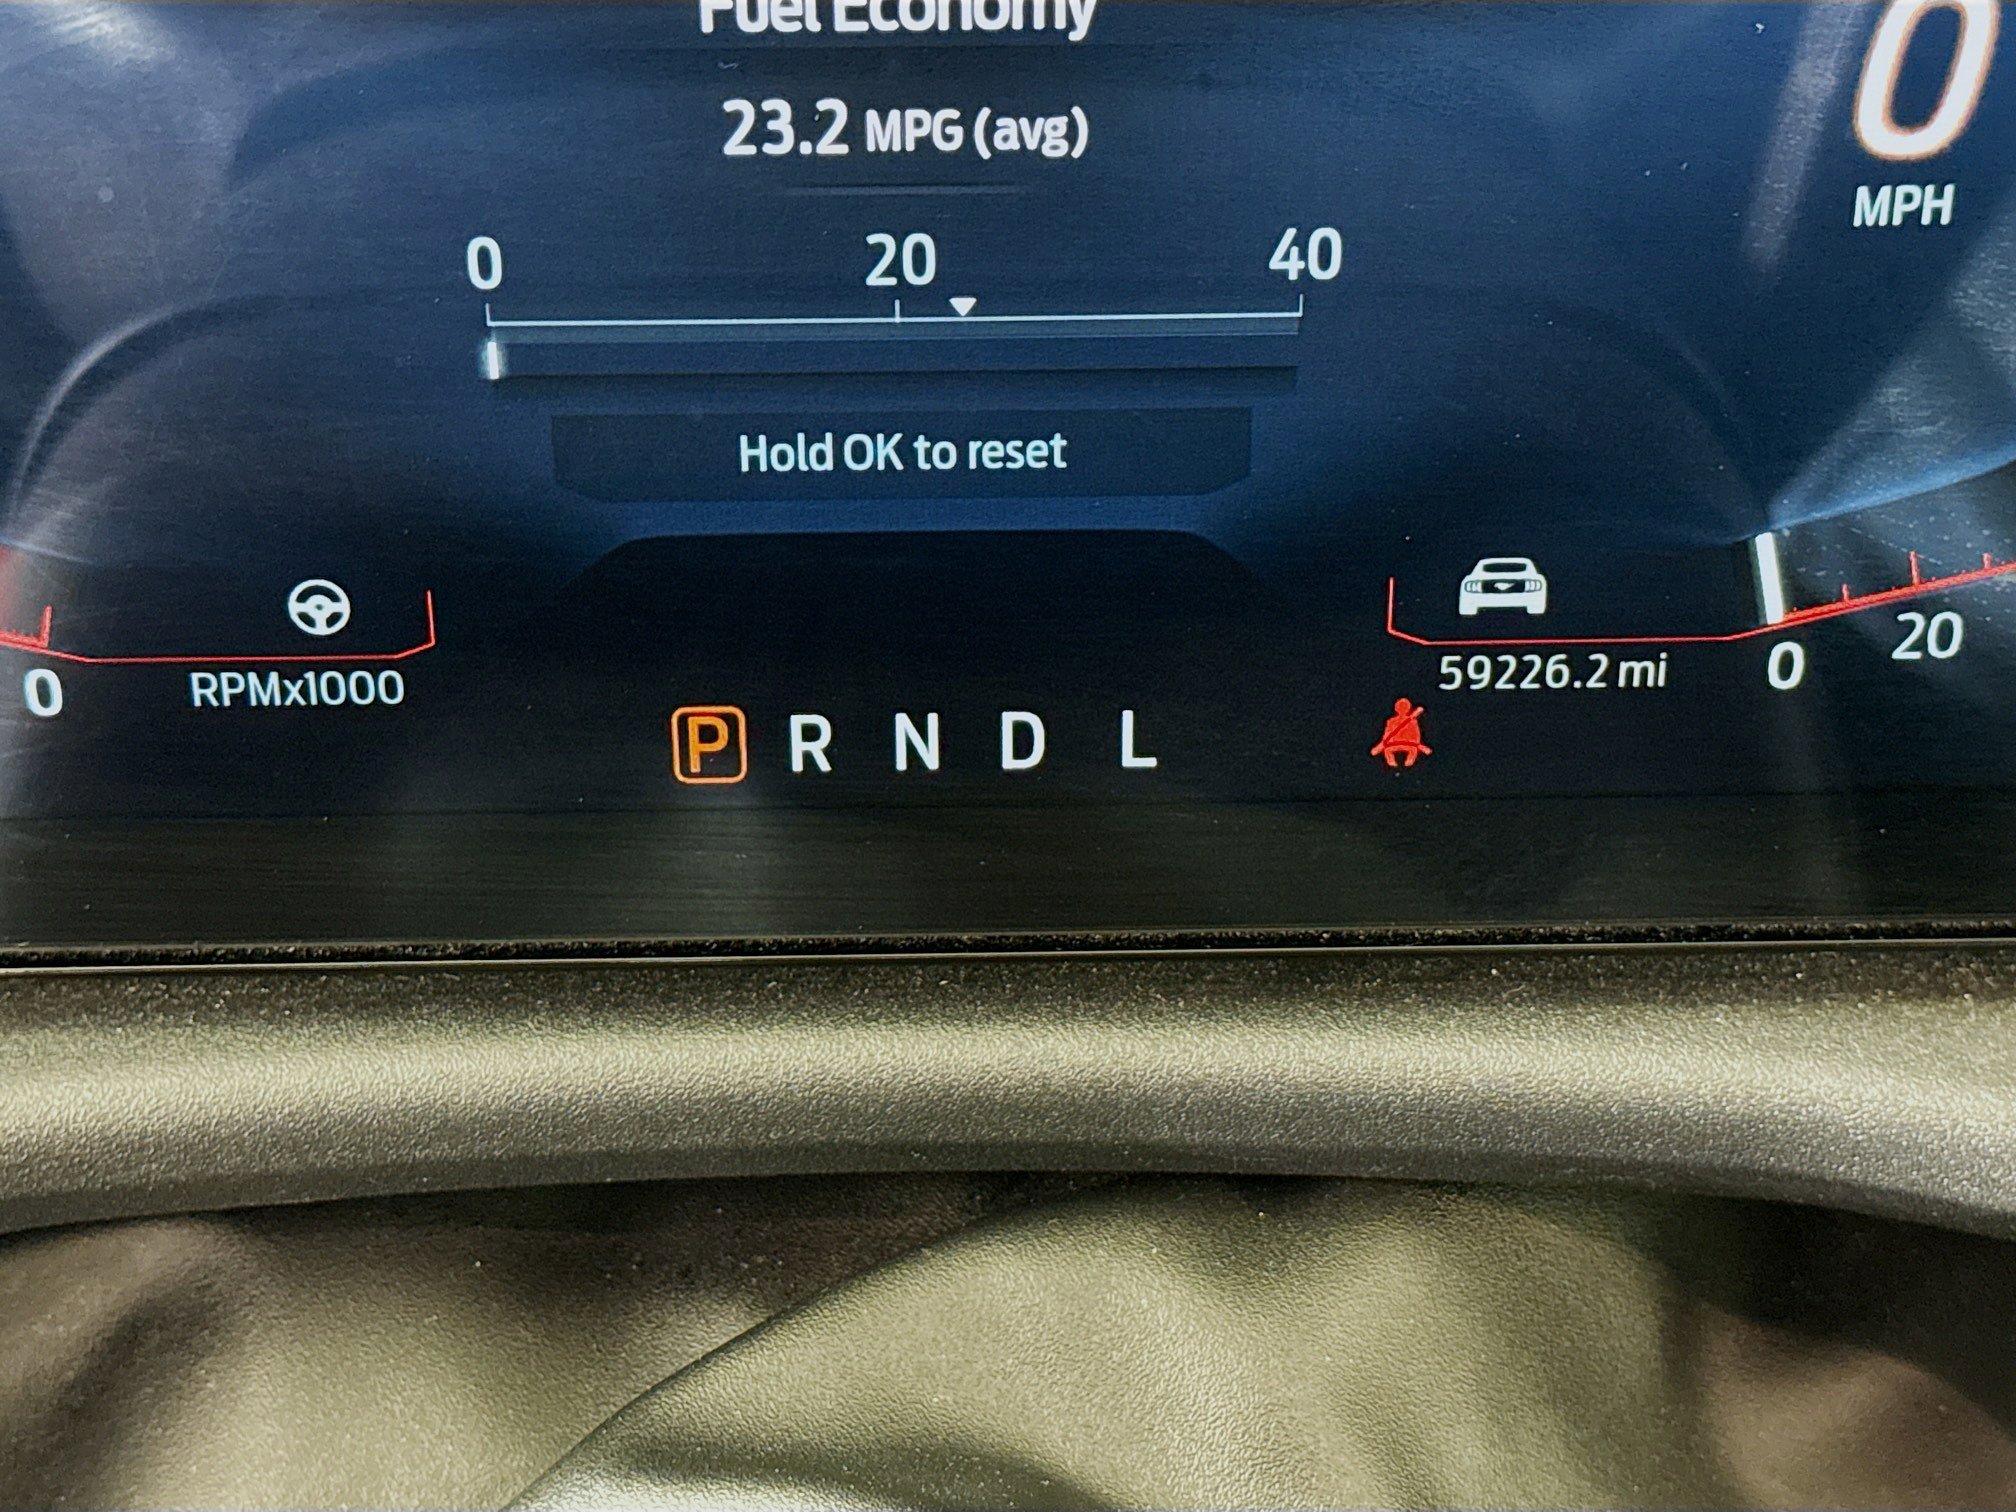 Fuel Economy
0
MPH
23.2 MPG (avg)
0 20 40
Hold OK to reset
0 RPMx1000
59226.2 mi
0 20
P R N D L